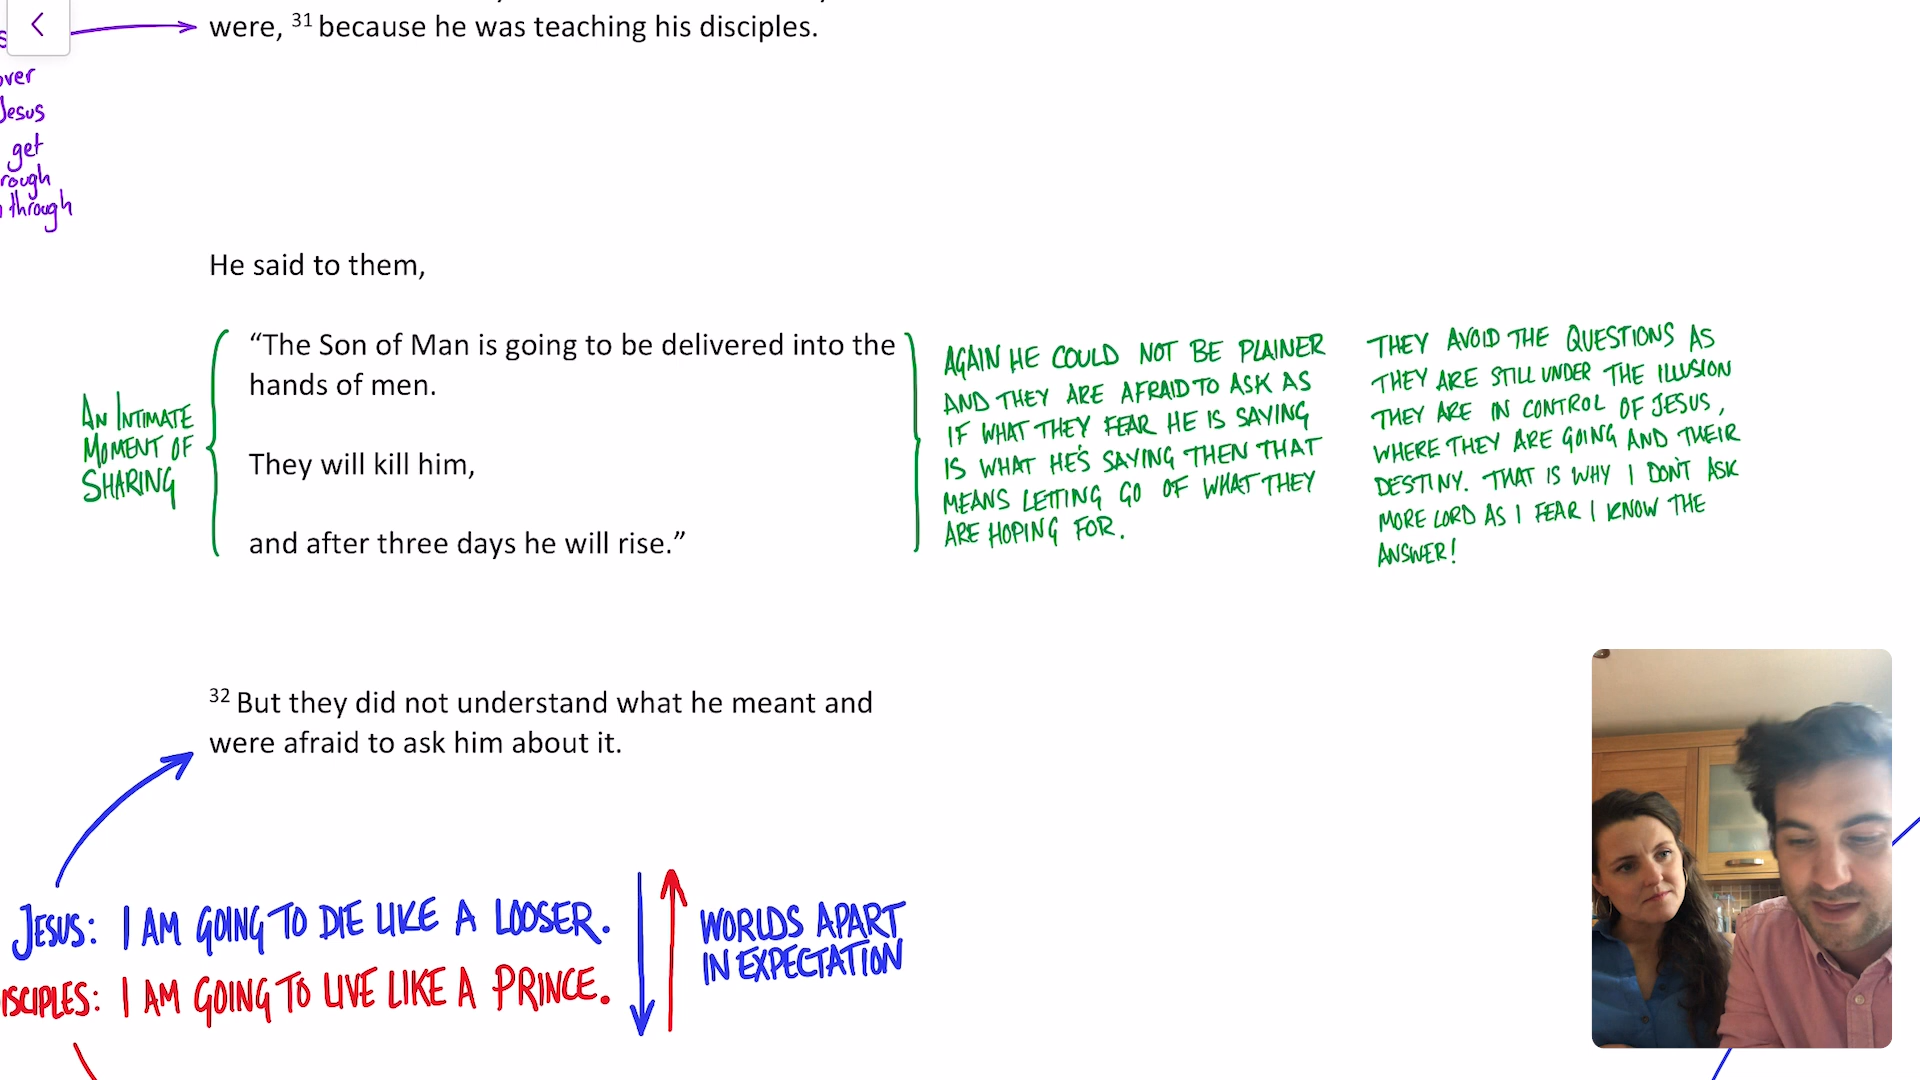 were, 31 because he was teaching his disciples.
over
Jesus
get
through
He said to them,
“The Son of Man is going to be delivered into the
hands of men.
They will kill him,
and after three days he will rise.”
AN INTIMATE
MOMENT OF
SHARING
AGAIN HE COULD NOT BE PLAINER
AND THEY ARE AFRAID TO ASK AS
IF WHAT THEY FEAR HE IS SAYING
IS WHAT HE'S SAYING THEN THAT
MEANS LETTING GO OF WHAT THEY
ARE HOPING FOR.
THEY AVOID THE QUESTIONS AS
THEY ARE STILL UNDER THE ILLUSION
THEY ARE IN CONTROL OF JESUS,
WHERE THEY ARE GOING AND THEIR
DESTINY. THAT IS WHY I DON'T ASK
MORE LORD AS I FEAR I KNOW THE
ANSWER!
32 But they did not understand what he meant and
were afraid to ask him about it.
JESUS: I AM GOING TO DIE LIKE A LOOSER.
ISCIPLES: I AM GOING TO LIVE LIKE A PRINCE.
WORLDS APART
IN EXPECTATION